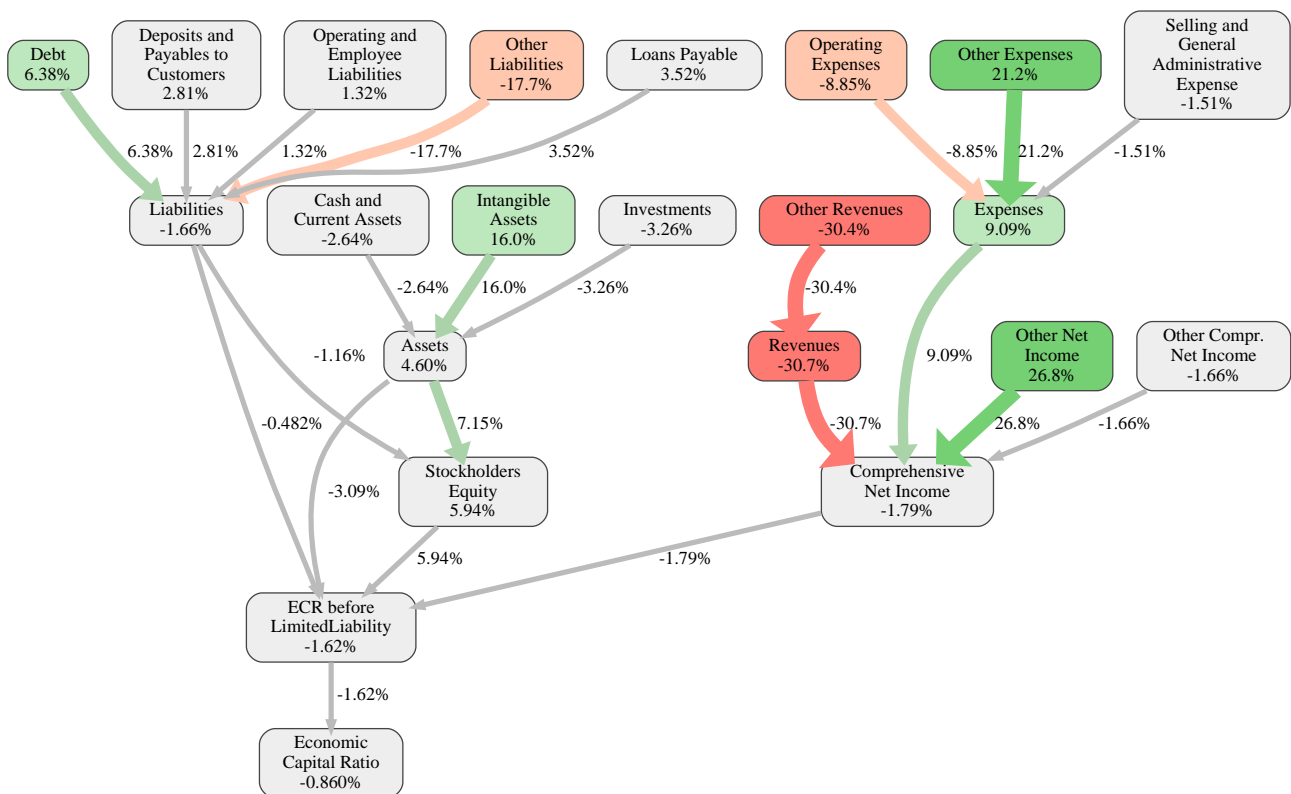 Debt
6.38%
Deposits and
Payables to
Customers
2.81%
Operating and
Employee
Liabilities
1.32%
Other
Liabilities
-17.7%
Loans Payable
3.52%
Operating
Expenses
-8.85%
Other Expenses
21.2%
Selling and
General
Administrative
Expense
-1.51%
6.38%
2.81%
1.32%
-17.7%
3.52%
-8.85%
21.2%
-1.51%
Liabilities
-1.66%
Cash and
Current Assets
-2.64%
Intangible
Assets
16.0%
Investments
-3.26%
Other Revenues
-30.4%
Expenses
9.09%
-2.64%
16.0%
-3.26%
-30.4%
-1.16%
Assets
4.60%
Revenues
-30.7%
9.09%
Other Net
Income
26.8%
Other Compr.
Net Income
-1.66%
-0.482%
7.15%
-30.7%
26.8%
-1.66%
-3.09%
Stockholders
Equity
5.94%
Comprehensive
Net Income
-1.79%
5.94%
-1.79%
ECR before
LimitedLiability
-1.62%
-1.62%
Economic
Capital Ratio
-0.860%